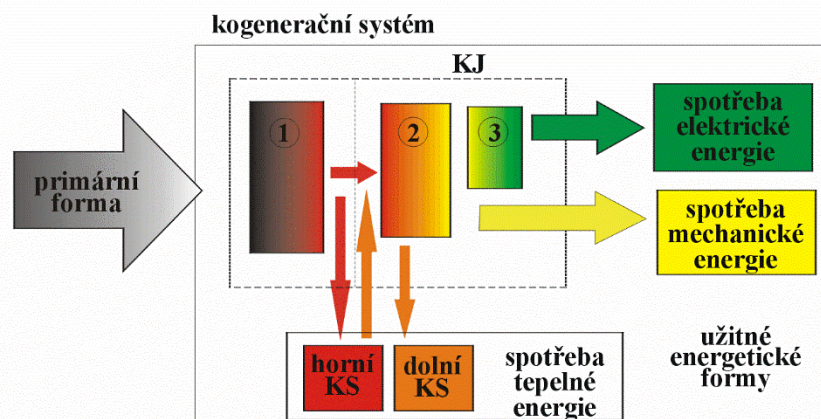 kogenerační systém
KJ
primární
forma
1
2
3
spotřeba
elektrické
energie
spotřeba
mechanické
energie
horní
KS
dolní
KS
spotřeba
tepelné
energie
užitné
energetické
formy